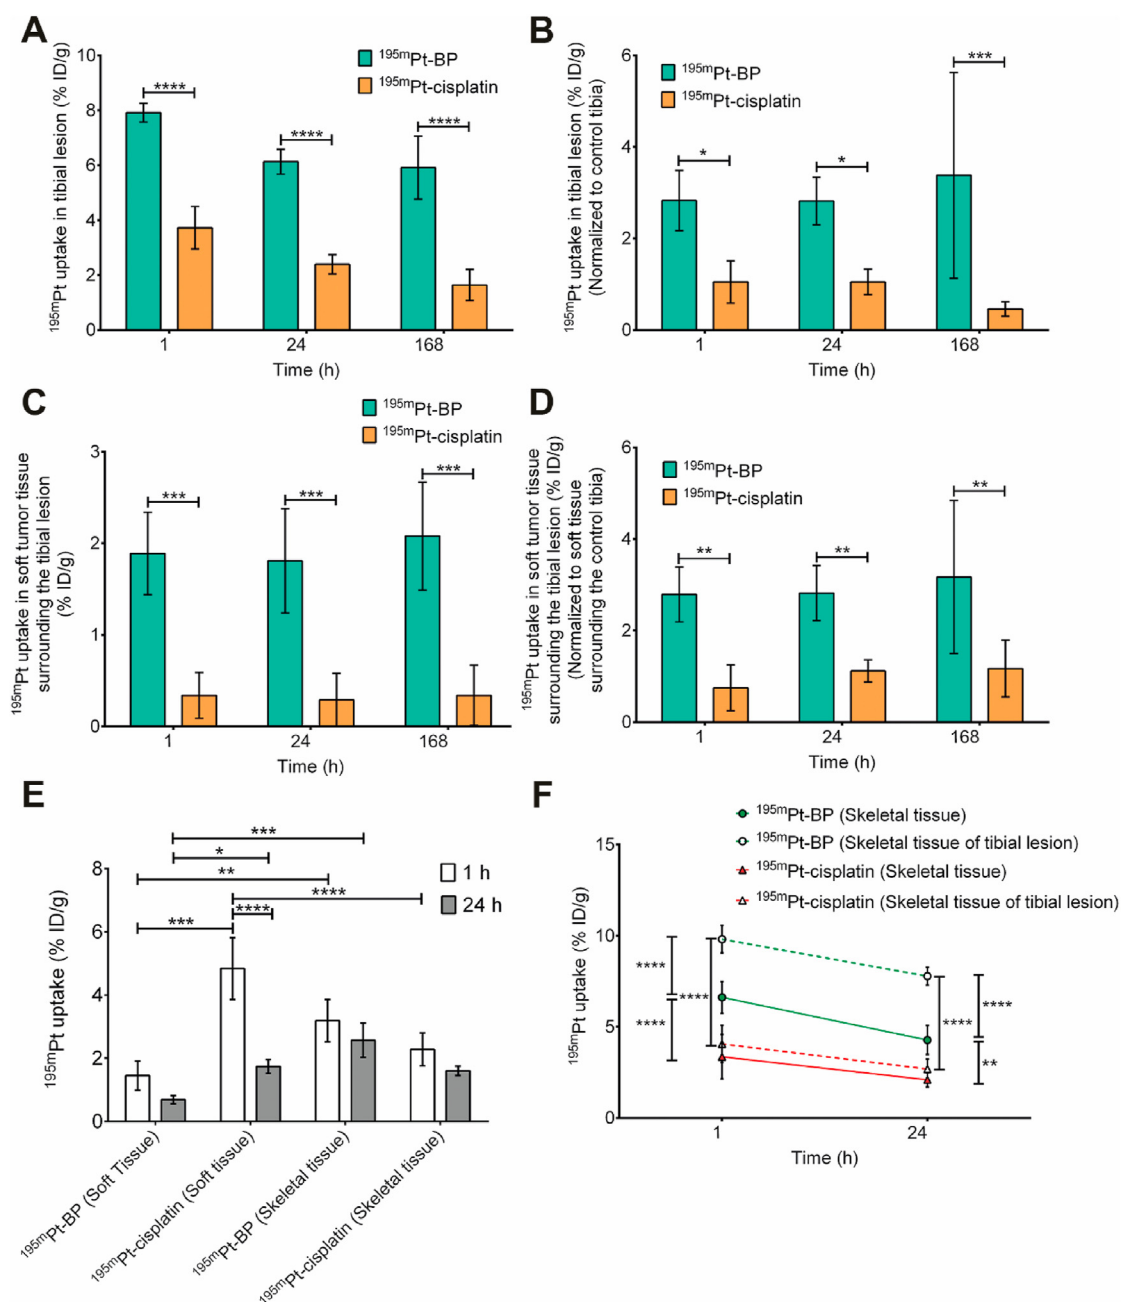 A
10
8
6
4
2
0
¹⁹⁵ᵐPt uptake in tibial lesion (% ID/g)
¹⁹⁵ᵐPt-BP
¹⁹⁵ᵐPt-cisplatin
****
****
****
1
24
168
Time (h)
B
6
4
2
0
¹⁹⁵ᵐPt uptake in tibial lesion (% ID/g)
(Normalized to control tibia)
¹⁹⁵ᵐPt-BP
¹⁹⁵ᵐPt-cisplatin
*
*
***
1
24
168
Time (h)
C
3
2
1
0
¹⁹⁵ᵐPt uptake in soft tumor tissue
surrounding the tibial lesion
(% ID/g)
¹⁹⁵ᵐPt-BP
¹⁹⁵ᵐPt-cisplatin
***
***
***
1
24
168
Time (h)
D
6
4
2
0
¹⁹⁵ᵐPt uptake in soft tumor tissue
surrounding the tibial lesion (% ID/g)
(Normalized to soft tissue
surrounding the control tibia)
¹⁹⁵ᵐPt-BP
¹⁹⁵ᵐPt-cisplatin
**
**
**
1
24
168
Time (h)
E
8
6
4
2
0
¹⁹⁵ᵐPt uptake (% ID/g)
***
*
**
****
****
***
1 h
24 h
¹⁹⁵ᵐPt-BP (Soft Tissue)
¹⁹⁵ᵐPt-cisplatin (Soft tissue)
¹⁹⁵ᵐPt-BP (Skeletal tissue)
¹⁹⁵ᵐPt-cisplatin (Skeletal tissue)
F
¹⁹⁵ᵐPt-BP (Skeletal tissue)
¹⁹⁵ᵐPt-BP (Skeletal tissue of tibial lesion)
¹⁹⁵ᵐPt-cisplatin (Skeletal tissue)
¹⁹⁵ᵐPt-cisplatin (Skeletal tissue of tibial lesion)
15
10
5
0
¹⁹⁵ᵐPt uptake (% ID/g)
****
****
****
****
****
**
1
24
Time (h)